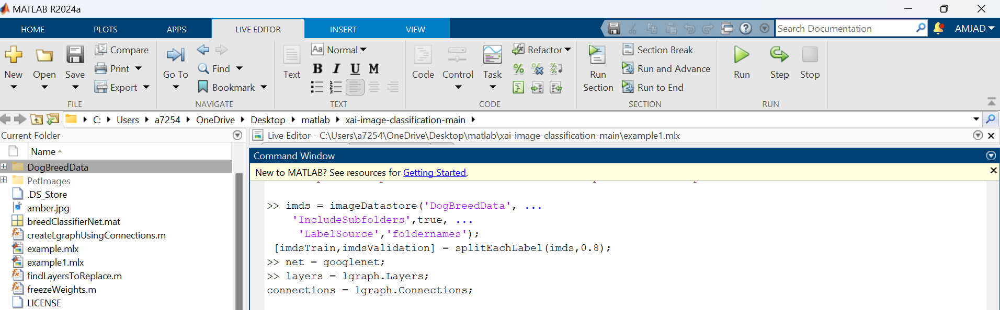 MATLAB R2024a
HOME PLOTS APPS LIVE EDITOR INSERT VIEW Search Documentation AMJAD
New Open Save Compare Print Export
FILE
Go To Find Bookmark
NAVIGATE
Text Aa Normal B I U M
TEXT
Code Control Task Refactor
CODE
Run Section Section Break Run and Advance Run to End
SECTION
Run Step Stop
RUN
C: Users a7254 OneDrive Desktop matlab xai-image-classification-main
Current Folder
Live Editor - C:\Users\a7254\OneDrive\Desktop\matlab\xai-image-classification-main\example1.mlx
Name
DogBreedData
PetImages
.DS_Store
amber.jpg
breedClassifierNet.mat
createLgraphUsingConnections.m
example.mlx
example1.mlx
findLayersToReplace.m
freezeWeights.m
LICENSE
Command Window
New to MATLAB? See resources for Getting Started.
>> imds = imageDatastore('DogBreedData', ...
'IncludeSubfolders',true, ...
'LabelSource','foldernames');
[imdsTrain,imdsValidation] = splitEachLabel(imds,0.8);
>> net = googlenet;
>> layers = lgraph.Layers;
connections = lgraph.Connections;